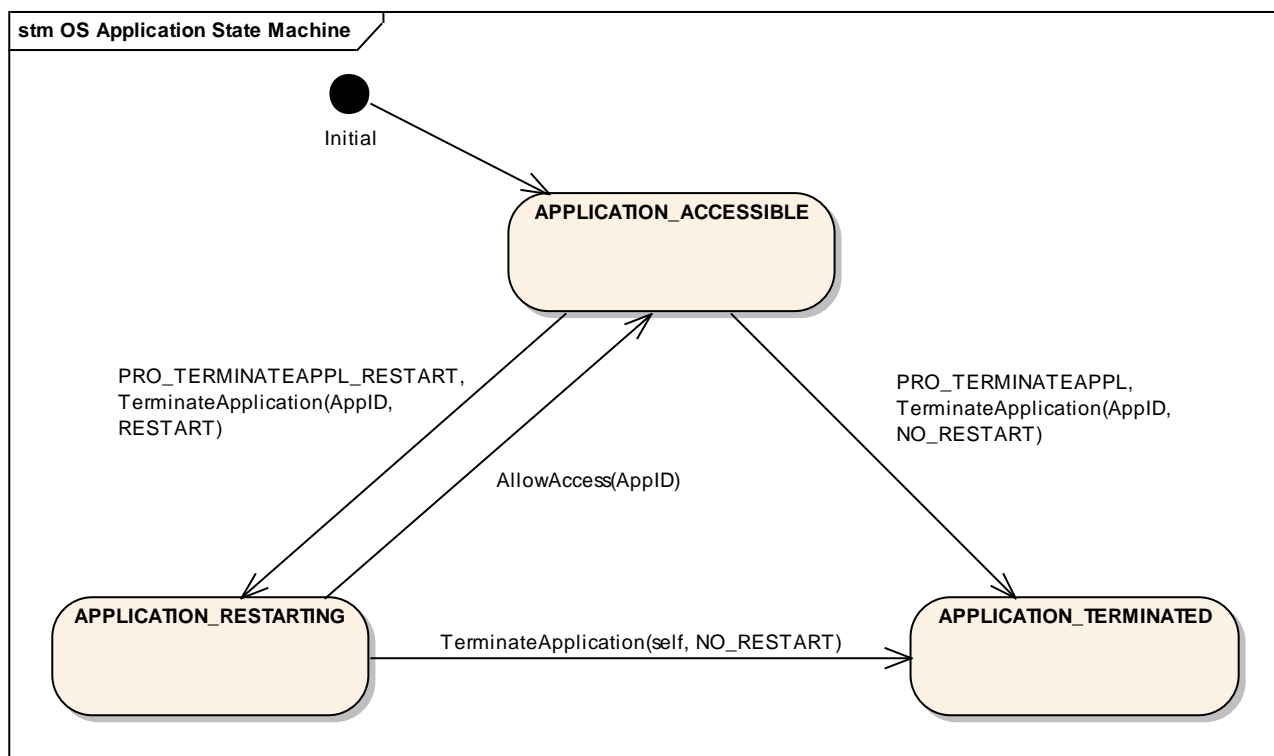 stm OS Application State Machine
Initial
APPLICATION_ACCESSIBLE
PRO_TERMINATEAPPL_RESTART,
TerminateApplication(AppID,
RESTART)
PRO_TERMINATEAPPL,
TerminateApplication(AppID,
NO_RESTART)
AllowAccess(AppID)
APPLICATION_RESTARTING
TerminateApplication(self, NO_RESTART)
APPLICATION_TERMINATED